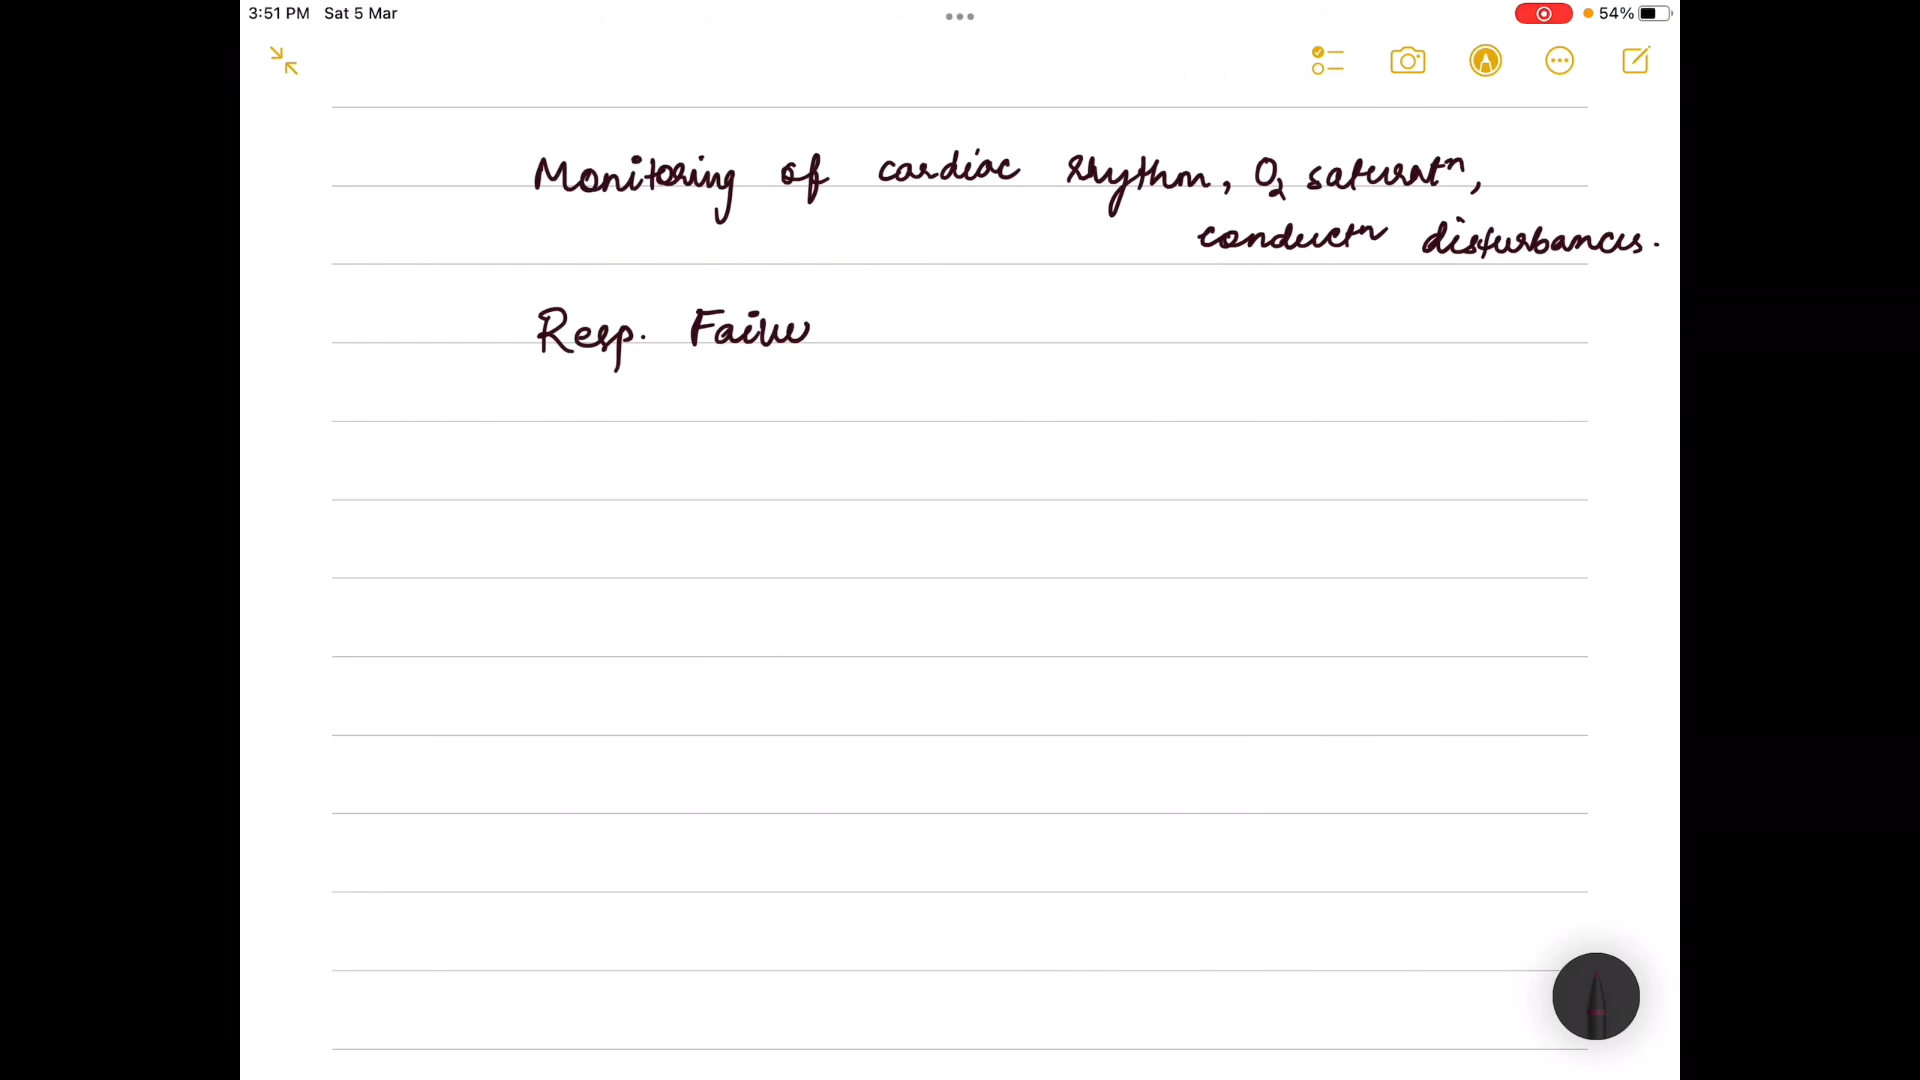 3:51 PM Sat 5 Mar
54%
Monitoring of cardiac rhythm, O2 saturatn,
conductn disturbances.
Resp. Failu